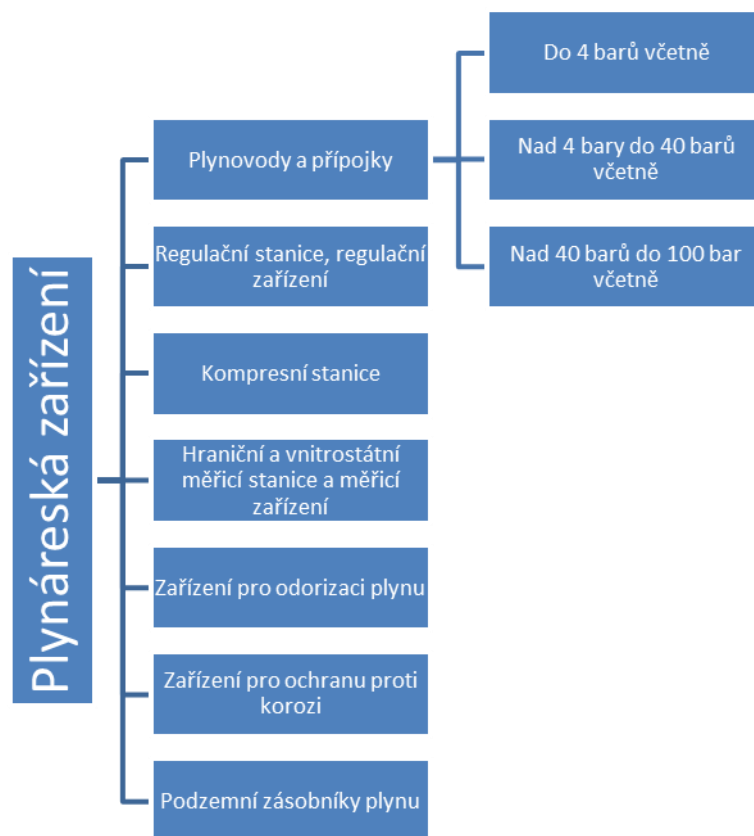 Plynáreská zařízení
Plynovody a přípojky
Do 4 barů včetně
Nad 4 bary do 40 barů
včetně
Nad 40 barů do 100 bar
včetně
Regulační stanice, regulační
zařízení
Kompresní stanice
Hraniční a vnitrostátní
měřicí stanice a měřicí
zařízení
Zařízení pro odorizaci plynu
Zařízení pro ochranu proti
korozi
Podzemní zásobníky plynu